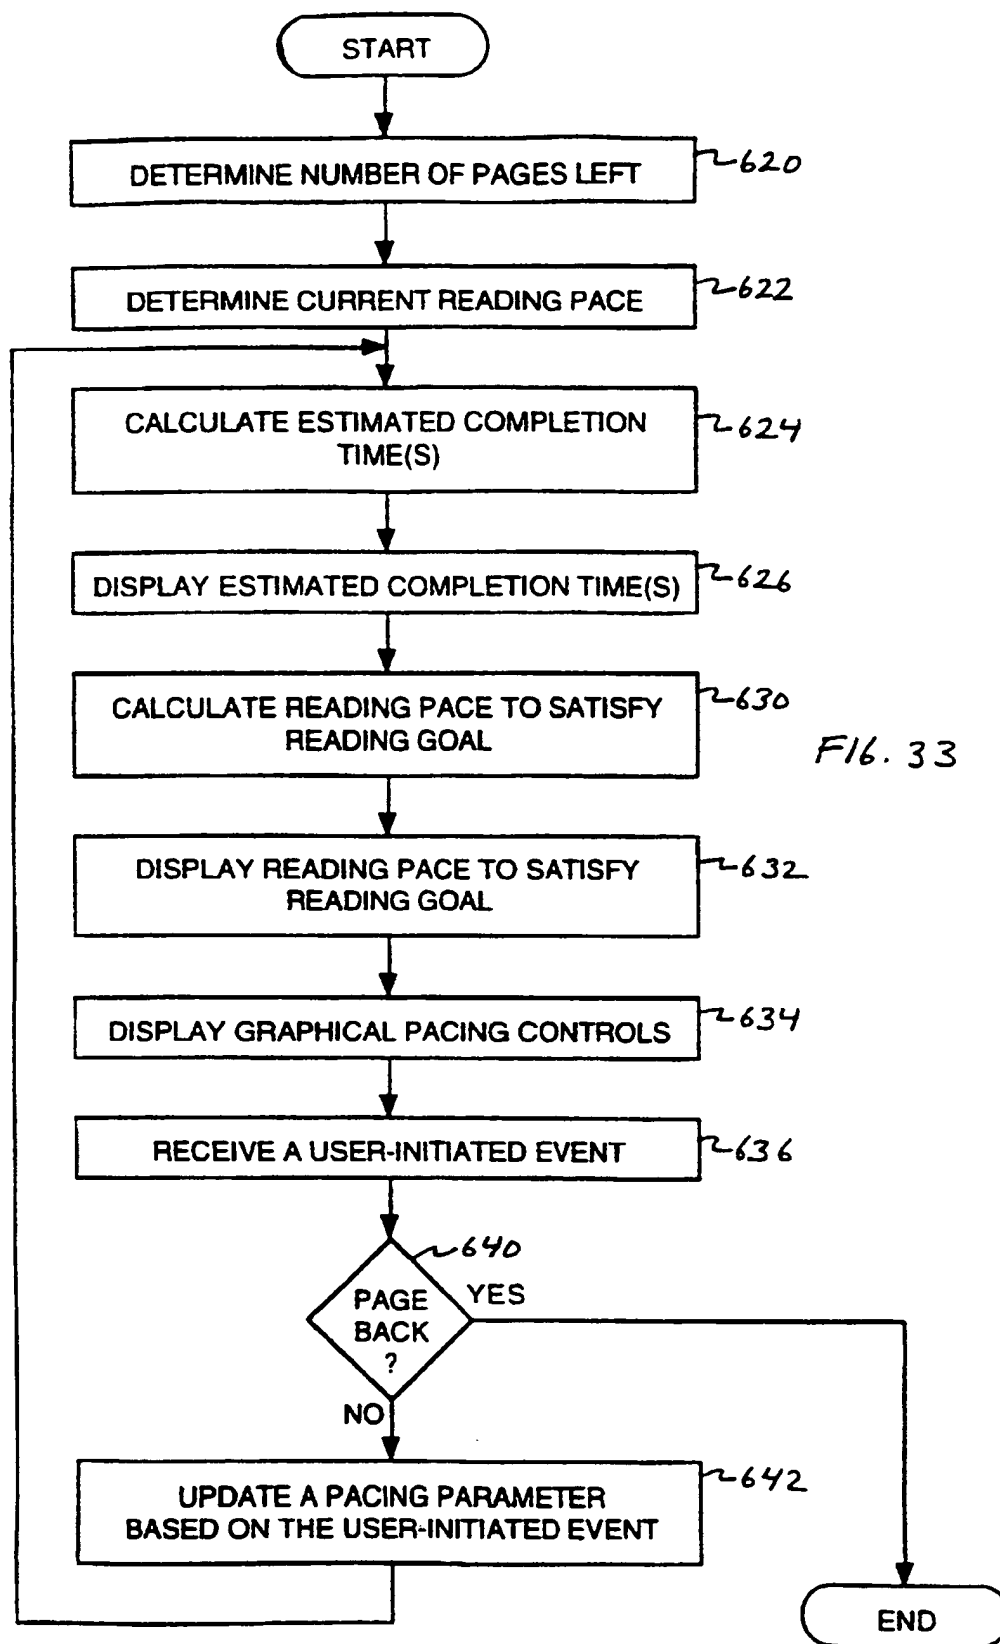 START
DETERMINE NUMBER OF PAGES LEFT
620
DETERMINE CURRENT READING PACE
622
CALCULATE ESTIMATED COMPLETION
TIME(S)
624
DISPLAY ESTIMATED COMPLETION TIME(S)
626
CALCULATE READING PACE TO SATISFY
READING GOAL
630
FIG. 33
DISPLAY READING PACE TO SATISFY
READING GOAL
632
DISPLAY GRAPHICAL PACING CONTROLS
634
RECEIVE A USER-INITIATED EVENT
636
640
PAGE
BACK
?
YES
NO
UPDATE A PACING PARAMETER
BASED ON THE USER-INITIATED EVENT
642
END